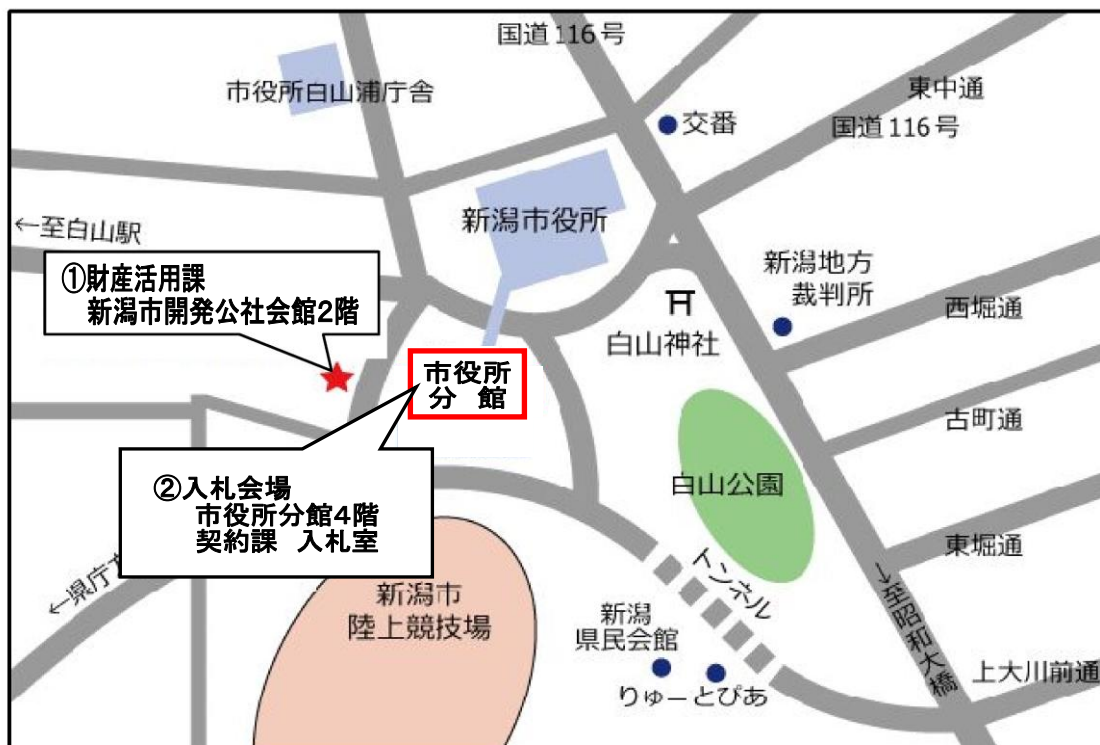 国道116号
市役所白山浦庁舎
東中通
交番
国道116号
新潟市役所
←至白山駅
①財産活用課
新潟市開発公社会館2階
新潟地方
裁判所
西堀通
白山神社
市役所
分 館
古町通
白山公園
②入札会場
市役所分館4階
契約課 入札室
東堀通
トンネル
←県庁
→至昭和大橋
新潟市
陸上競技場
新潟
県民会館
りゅーとぴあ
上大川前通